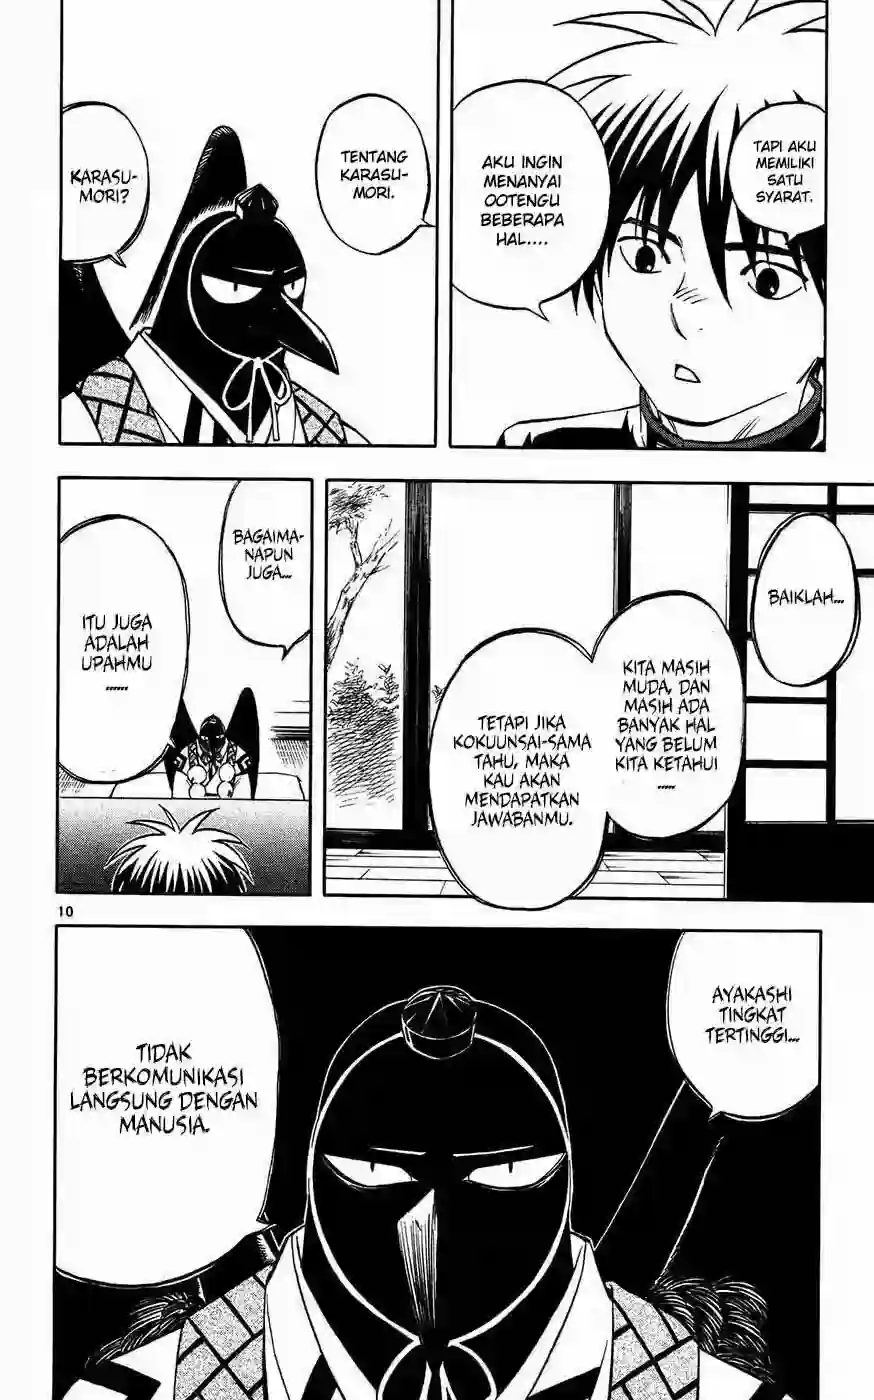 TAPI AKU
MEMILIKI
SATU
SYARAT.
AKU INGIN
MENANYAI
OOTENGU
BEBERAPA
HAL....
TENTANG
KARASU-
MORI.
KARASU-
MORI?
BAIKLAH...
KITA MASIH
MUDA, DAN
MASIH ADA
BANYAK HAL
YANG BELUM
KITA KETAHUI
.....
TETAPI JIKA
KOKUUNSAI-SAMA
TAHU, MAKA
KAU AKAN
MENDAPATKAN
JAWABANMU.
BAGAIMA-
NAPUN
JUGA...
ITU JUGA
ADALAH
UPAHMU
......
10
AYAKASHI
TINGKAT
TERTINGGI...
TIDAK
BERKOMUNIKASI
LANGSUNG DENGAN
MANUSIA.